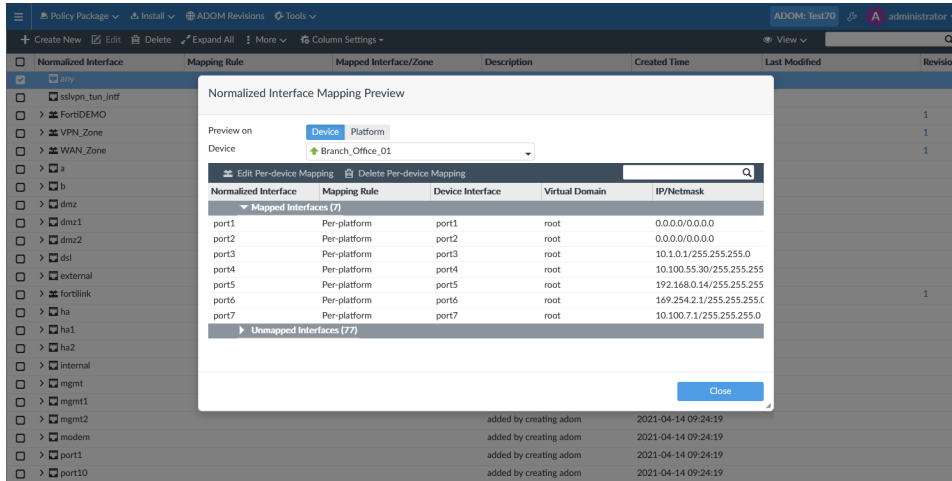 Policy Package Install ADOM Revisions Tools ADOM: Test70 A administrator
Create New Edit Delete Expand All More Column Settings View
Normalized Interface Mapping Rule Mapped Interface/Zone Description Created Time Last Modified Revisio
any
sslvpn_tun_intf
FortiDEMO 1
VPN_Zone 1
WAN_Zone 1
a
b
dmz
dmz1
dmz2
dsl
external
fortilink 1
ha
ha1
ha2
internal
mgmt
mgmt1
mgmt2 added by creating adom 2021-04-14 09:24:19
modem added by creating adom 2021-04-14 09:24:19
port1 added by creating adom 2021-04-14 09:24:19
port10 added by creating adom 2021-04-14 09:24:19
Normalized Interface Mapping Preview
Preview on Device Platform
Device Branch_Office_01
Edit Per-device Mapping Delete Per-device Mapping
Normalized Interface Mapping Rule Device Interface Virtual Domain IP/Netmask
Mapped Interfaces (7)
port1 Per-platform port1 root 0.0.0.0/0.0.0.0
port2 Per-platform port2 root 0.0.0.0/0.0.0.0
port3 Per-platform port3 root 10.1.0.1/255.255.255.0
port4 Per-platform port4 root 10.100.55.30/255.255.255
port5 Per-platform port5 root 192.168.0.14/255.255.255
port6 Per-platform port6 root 169.254.2.1/255.255.255.0
port7 Per-platform port7 root 10.100.7.1/255.255.255.0
Unmapped Interfaces (77)
Close